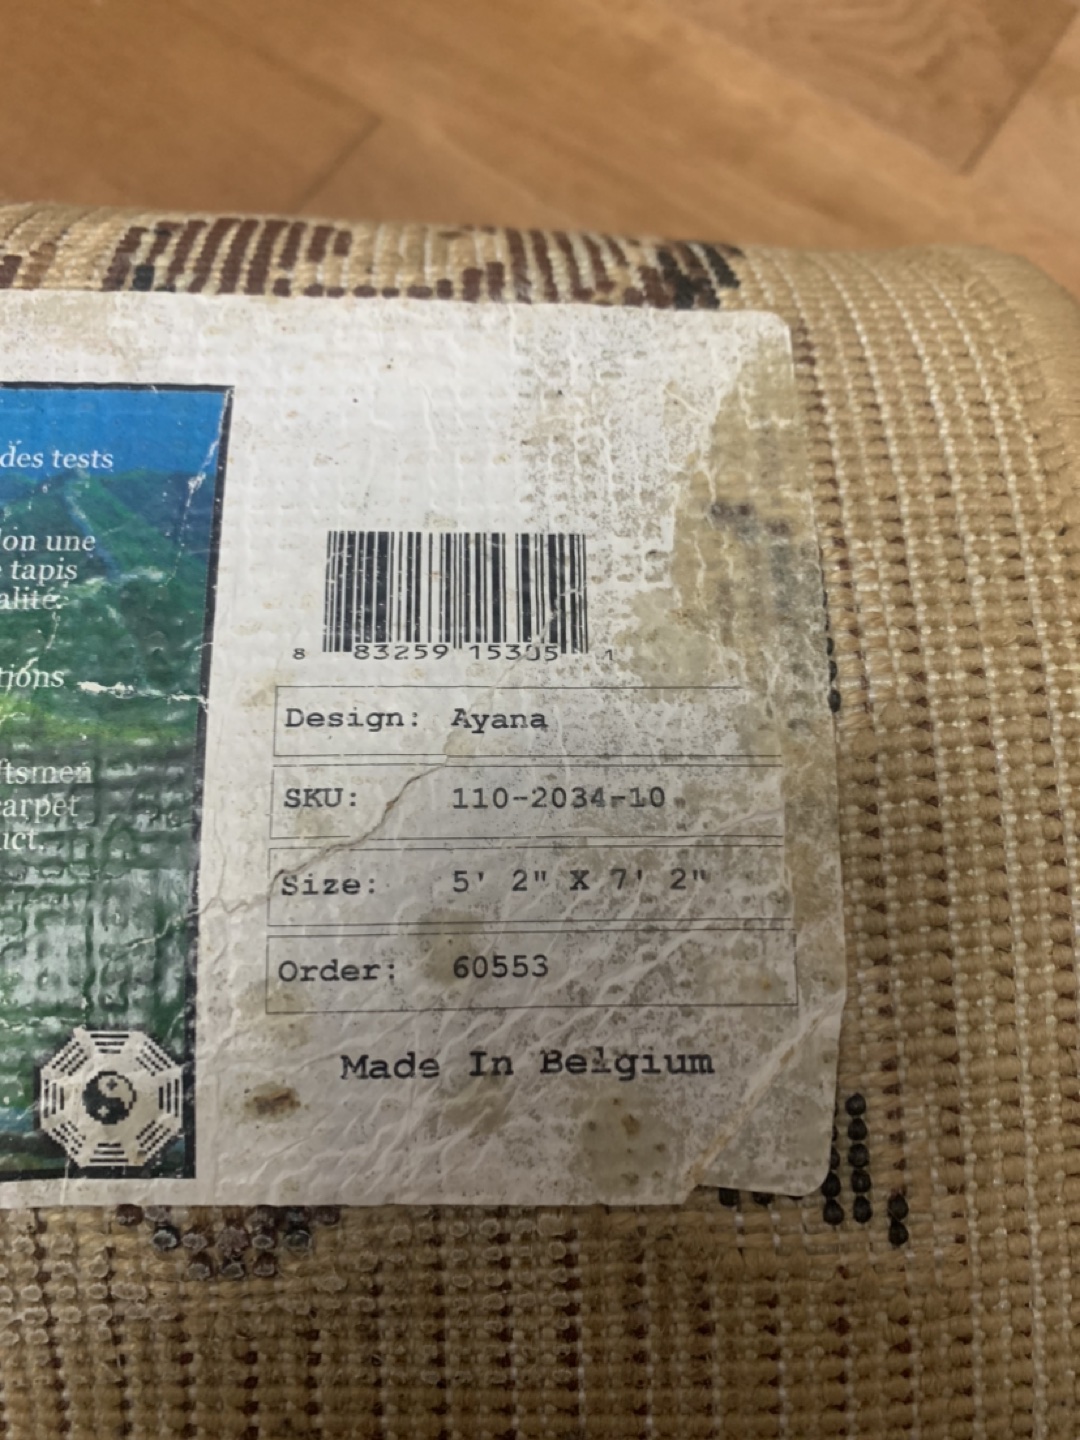 des tests
on une
tapis
alité.
tions
ftsmen
carpet
uct.
8 83259 15305 1
Design: Ayana
SKU: 110-2034-10
Size: 5' 2" X 7' 2"
Order: 60553
Made In Belgium